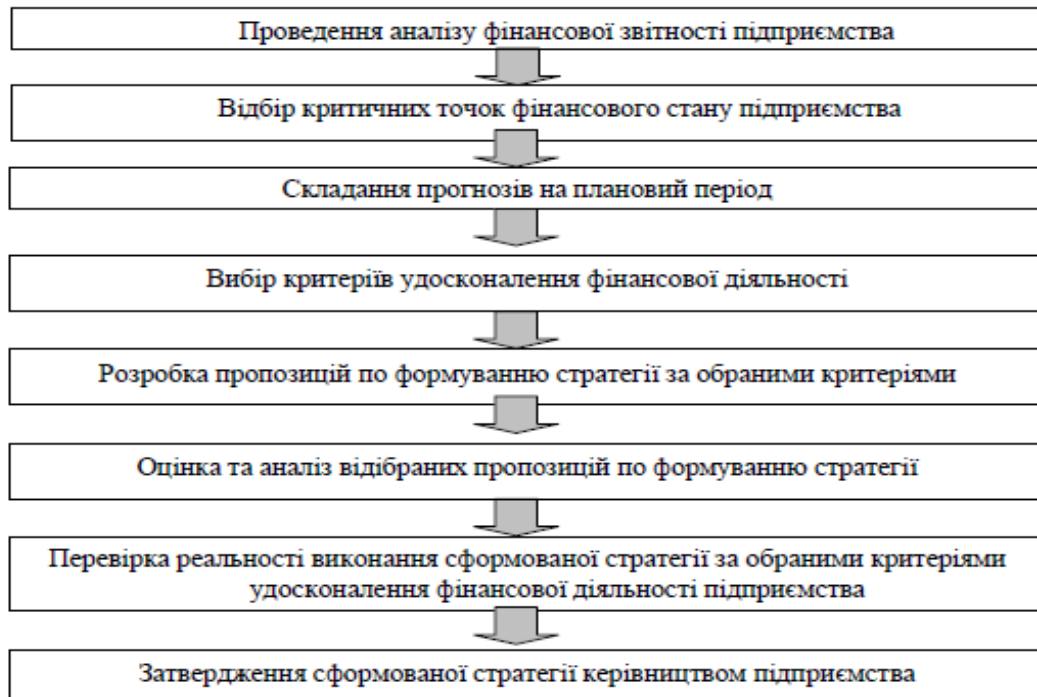 Проведення аналізу фінансової звітності підприємства
Відбір критичних точок фінансового стану підприємства
Складання прогнозів на плановий період
Вибір критеріїв удосконалення фінансової діяльності
Розробка пропозицій по формуванню стратегії за обраними критеріями
Оцінка та аналіз відібраних пропозицій по формуванню стратегії
Перевірка реальності виконання сформованої стратегії за обраними критеріями
удосконалення фінансової діяльності підприємства
Затвердження сформованої стратегії керівництвом підприємства